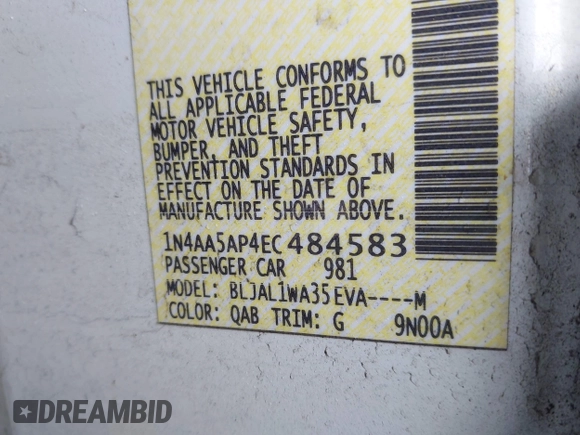 THIS VEHICLE CONFORMS TO
ALL APPLICABLE FEDERAL
MOTOR VEHICLE SAFETY,
BUMPER, AND THEFT
PREVENTION STANDARDS IN
EFFECT ON THE DATE OF
MANUFACTURE SHOWN ABOVE.
1N4AA5AP4EC484583
PASSENGER CAR 981
MODEL: BLJAL1WA35EVA----M
COLOR: QAB TRIM: G 9N00A
DREAMBID